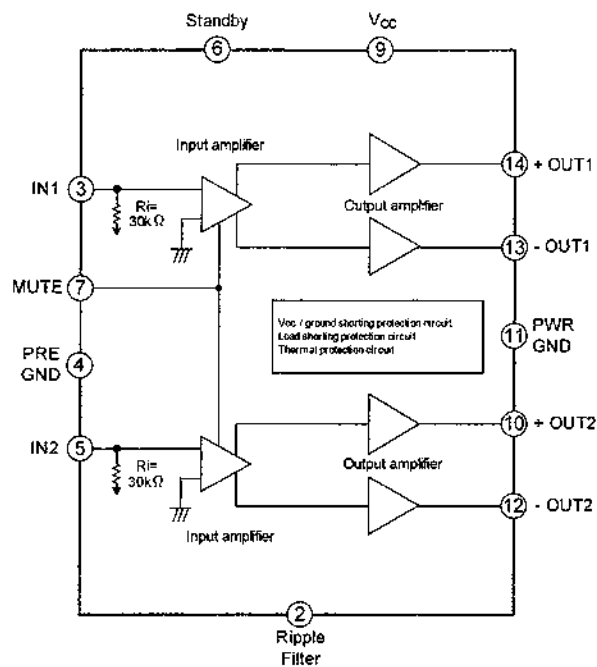 Standby
VCC
6
9
Input amplifier
14
+ OUT1
IN1
3
Ri=
30kΩ
Output amplifier
13
- OUT1
MUTE
7
Vcc / ground shorting protection circuit
Load shorting protection circuit
Thermal protection circuit
11
PWR
GND
PRE
GND
4
10
+ OUT2
IN2
5
Ri=
30kΩ
Output amplifier
12
- OUT2
Input amplifier
2
Ripple
Filter